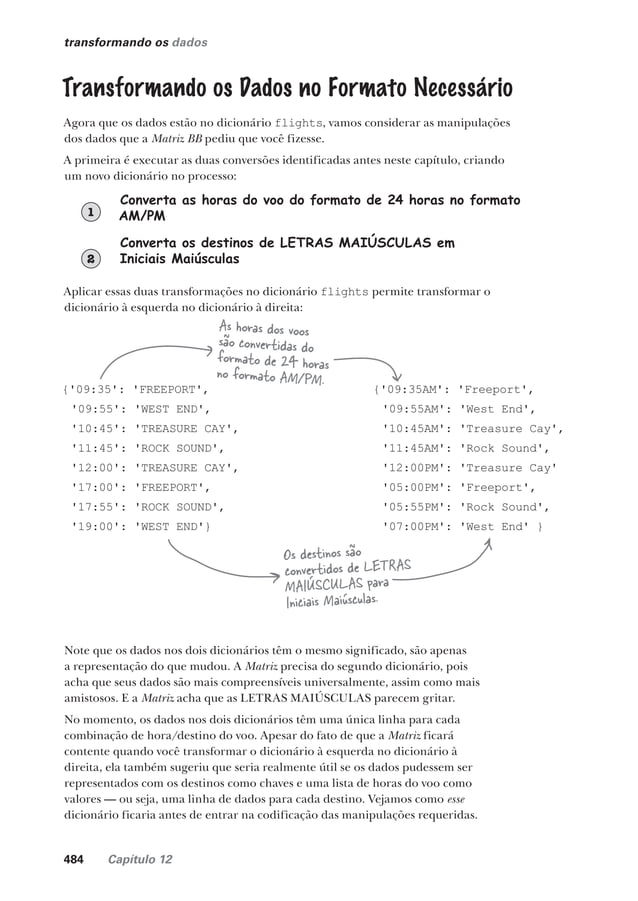 transformando os dados
Transformando os Dados no Formato Necessário
Agora que os dados estão no dicionário flights, vamos considerar as manipulações
dos dados que a Matriz BB pediu que você fizesse.
A primeira é executar as duas conversões identificadas antes neste capítulo, criando
um novo dicionário no processo:
1 Converta as horas do voo do formato de 24 horas no formato
AM/PM
2 Converta os destinos de LETRAS MAIÚSCULAS em
Iniciais Maiúsculas
Aplicar essas duas transformações no dicionário flights permite transformar o
dicionário à esquerda no dicionário à direita:
As horas dos voos
são convertidas do
formato de 24 horas
no formato AM/PM.
{'09:35': 'FREEPORT',
'09:55': 'WEST END',
'10:45': 'TREASURE CAY',
'11:45': 'ROCK SOUND',
'12:00': 'TREASURE CAY',
'17:00': 'FREEPORT',
'17:55': 'ROCK SOUND',
'19:00': 'WEST END'}
{'09:35AM': 'Freeport',
'09:55AM': 'West End',
'10:45AM': 'Treasure Cay',
'11:45AM': 'Rock Sound',
'12:00PM': 'Treasure Cay'
'05:00PM': 'Freeport',
'05:55PM': 'Rock Sound',
'07:00PM': 'West End' }
Os destinos são
convertidos de LETRAS
MAIÚSCULAS para
Iniciais Maiúsculas.
Note que os dados nos dois dicionários têm o mesmo significado, são apenas
a representação do que mudou. A Matriz precisa do segundo dicionário, pois
acha que seus dados são mais compreensíveis universalmente, assim como mais
amistosos. E a Matriz acha que as LETRAS MAIÚSCULAS parecem gritar.
No momento, os dados nos dois dicionários têm uma única linha para cada
combinação de hora/destino do voo. Apesar do fato de que a Matriz ficará
contente quando você transformar o dicionário à esquerda no dicionário à
direita, ela também sugeriu que seria realmente útil se os dados pudessem ser
representados com os destinos como chaves e uma lista de horas do voo como
valores — ou seja, uma linha de dados para cada destino. Vejamos como esse
dicionário ficaria antes de entrar na codificação das manipulações requeridas.
484 Capítulo 12